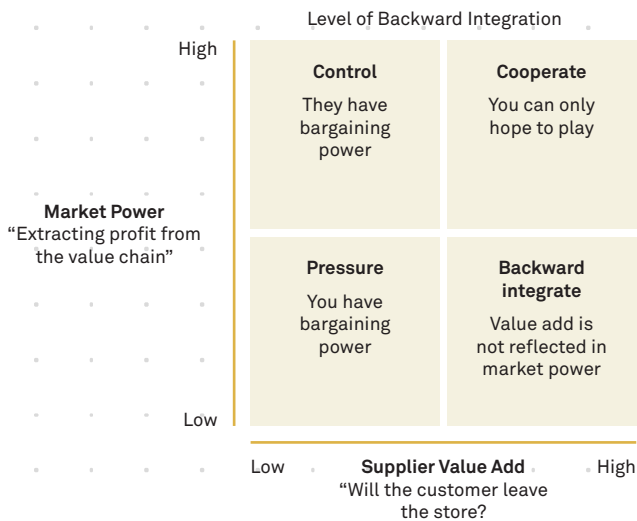 Level of Backward Integration
High
Control
They have
bargaining
power
Cooperate
You can only
hope to play
Market Power
“Extracting profit from
the value chain”
Pressure
You have
bargaining
power
Backward
integrate
Value add is
not reflected in
market power
Low
Low
Supplier Value Add
High
“Will the customer leave
the store?